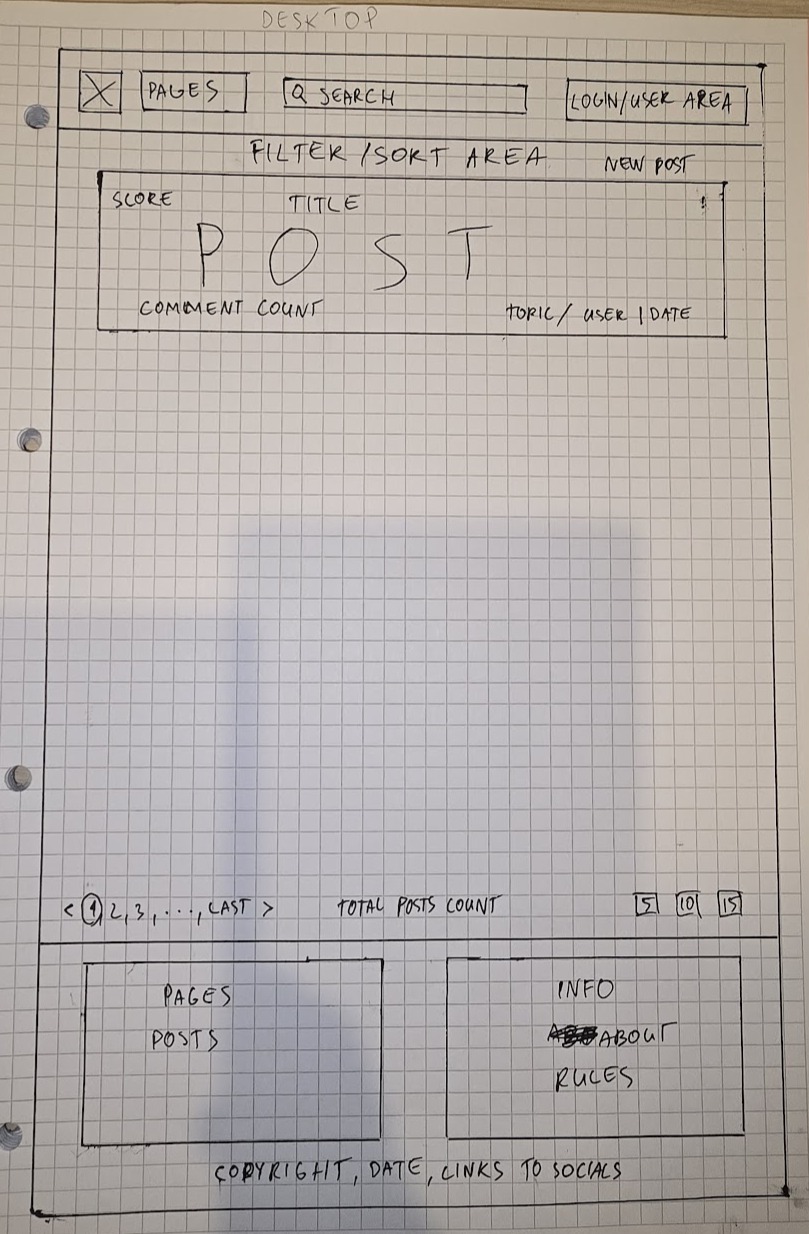 DESKTOP
PAGES
Q SEARCH
LOGIN/USER AREA
FILTER/SORT AREA
NEW POST
SCORE
TITLE
POST
COMMENT COUNT
TOPIC/ USER | DATE
< 1, 2, 3, ..., LAST >
TOTAL POSTS COUNT
5 10 15
PAGES
POSTS
INFO
ABOUT
RULES
COPYRIGHT, DATE, LINKS TO SOCIALS